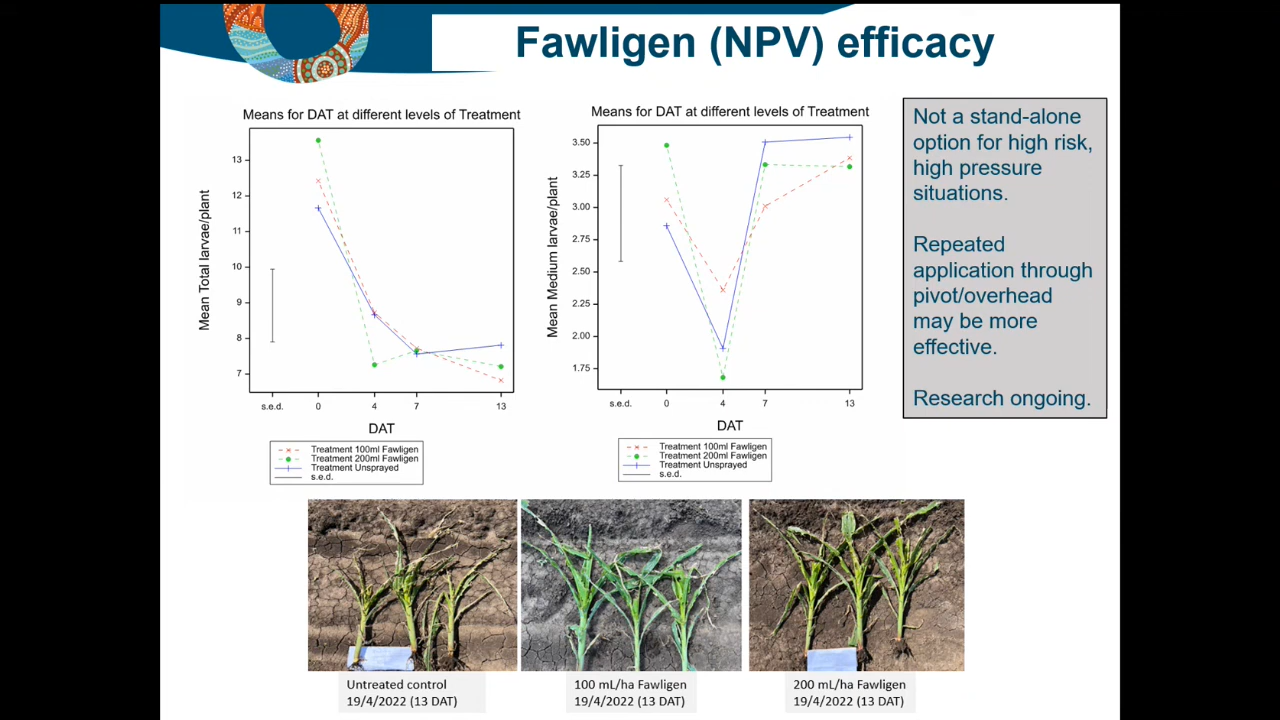 Fawligen (NPV) efficacy
Means for DAT at different levels of Treatment
13
12
11
10
9
8
7
Mean Total larvae/plant
s.e.d.
0
4
7
13
DAT
Treatment 100ml Fawligen
Treatment 200ml Fawligen
Treatment Unsprayed
s.e.d.
Means for DAT at different levels of Treatment
3.50
3.25
3.00
2.75
2.50
2.25
2.00
1.75
Mean Medium larvae/plant
s.e.d.
0
4
7
13
DAT
Treatment 100ml Fawligen
Treatment 200ml Fawligen
Treatment Unsprayed
s.e.d.
Not a stand-alone
option for high risk,
high pressure
situations.
Repeated
application through
pivot/overhead
may be more
effective.
Research ongoing.
Untreated control
19/4/2022 (13 DAT)
100 mL/ha Fawligen
19/4/2022 (13 DAT)
200 mL/ha Fawligen
19/4/2022 (13 DAT)